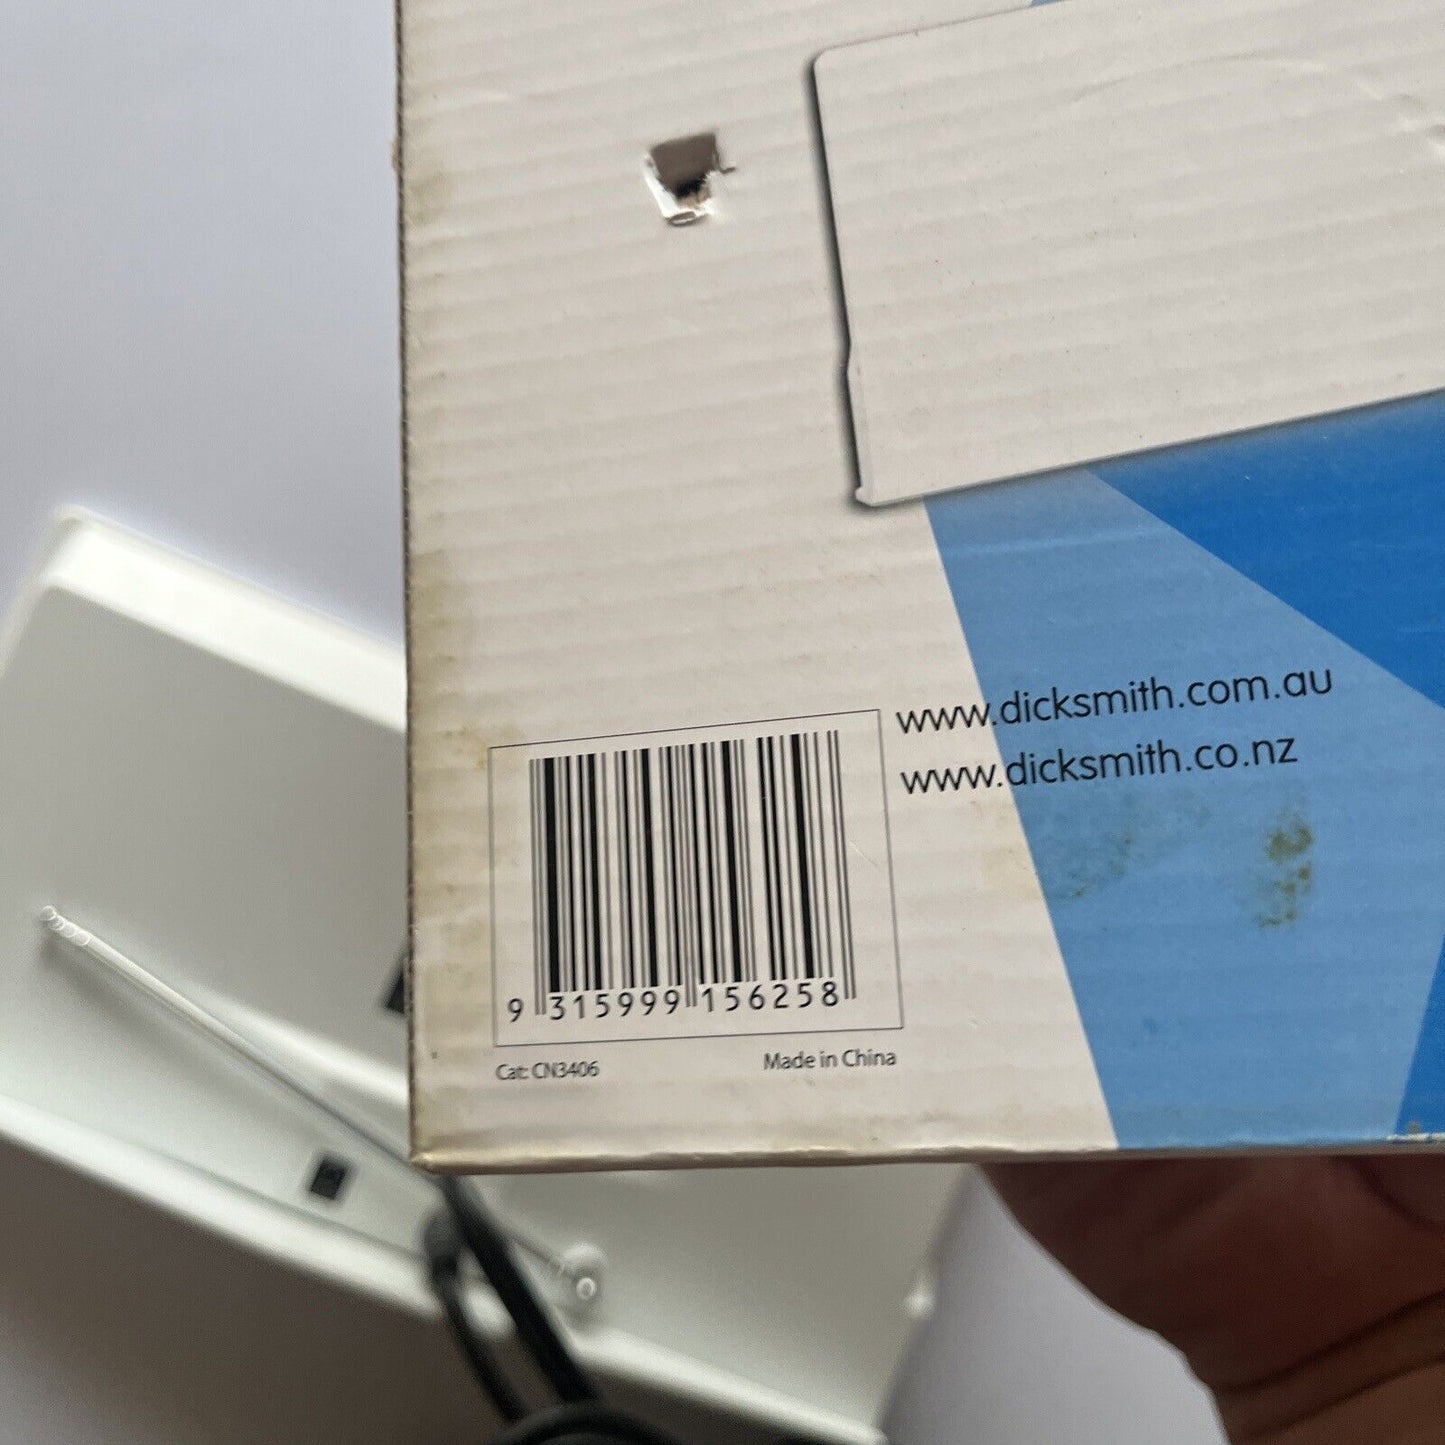 www.dicksmith.com.au
www.dicksmith.co.nz
9 315999 156258
Cat: CN3406
Made in China